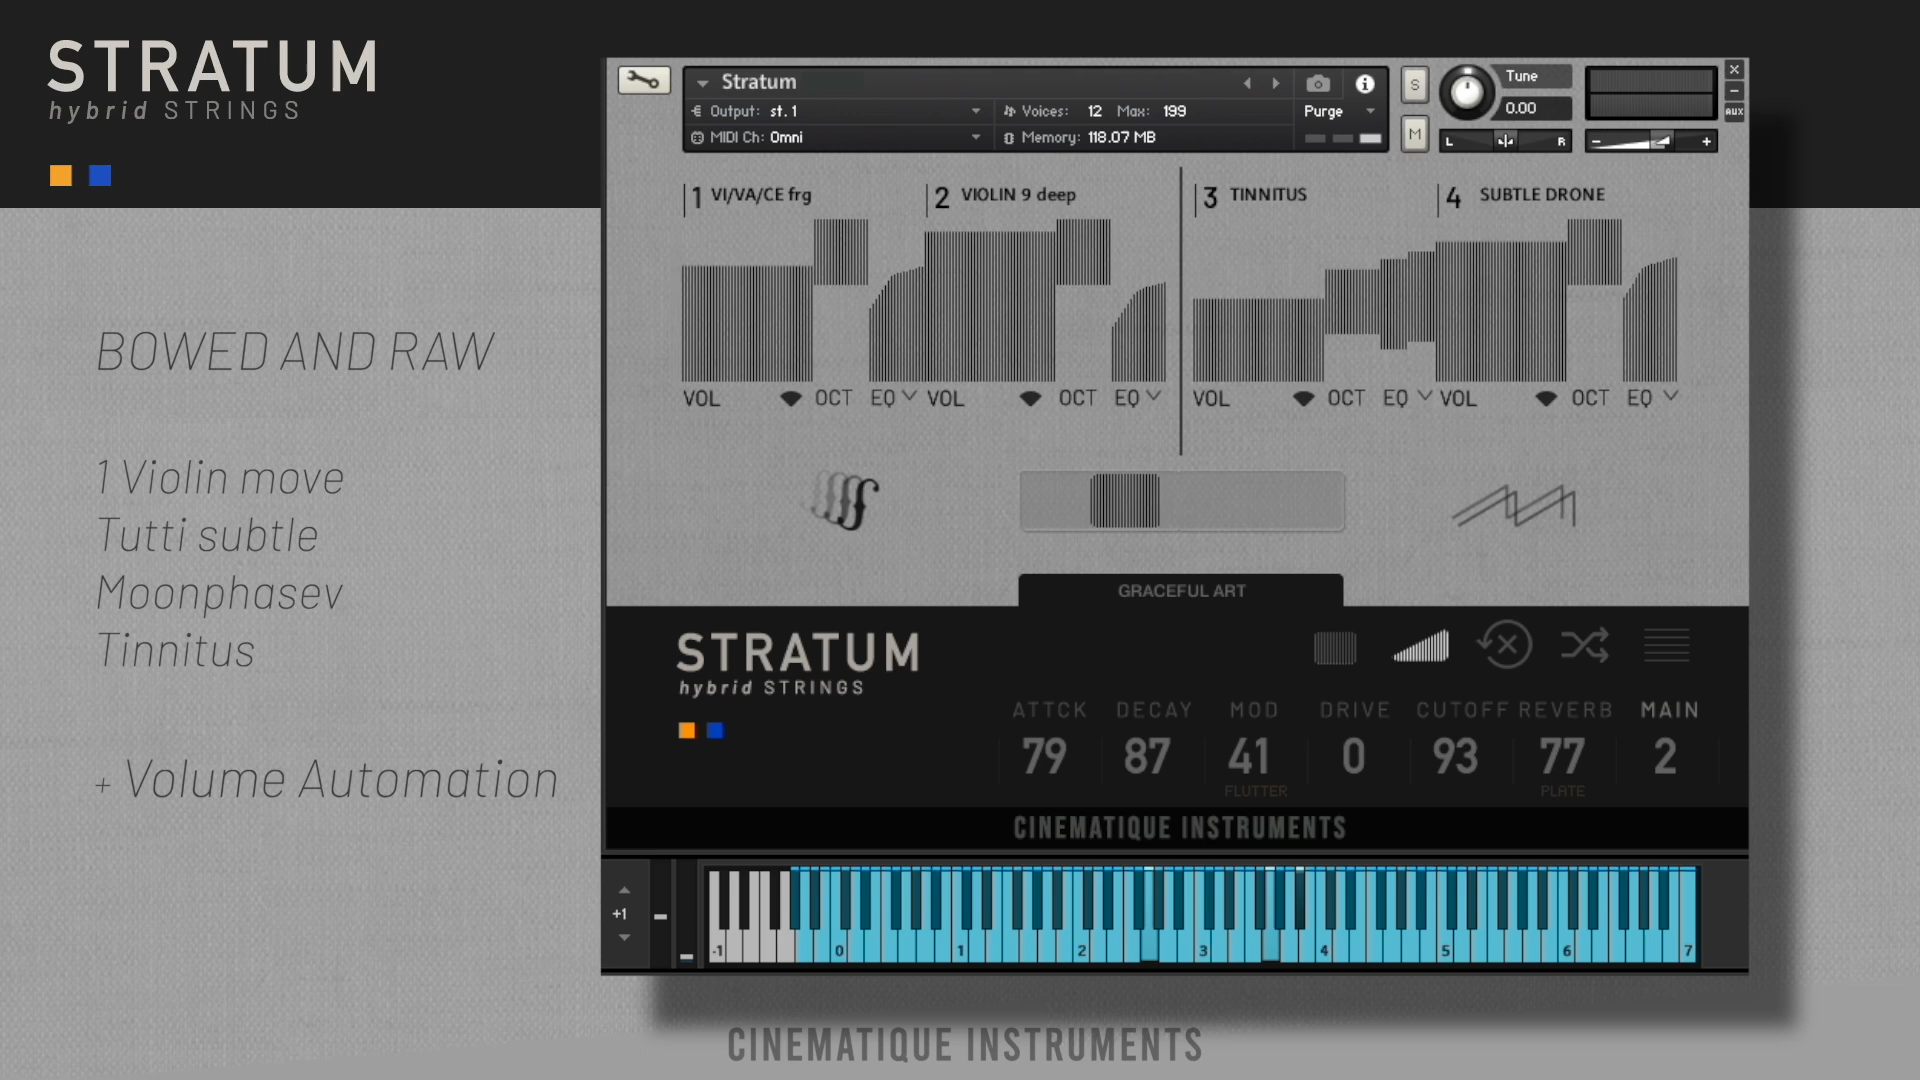 STRATUM
hybrid STRINGS
BOWED AND RAW
1 Violin move
Tutti subtle
Moonphasev
Tinnitus
+ Volume Automation
Stratum
Output: st. 1
Voices: 12 Max: 199
Purge
MIDI Ch: Omni
Memory: 118.07 MB
S
M
Tune
0.00
L R
- +
AUX
1 VI/VA/CE frg
2 VIOLIN 9 deep
3 TINNITUS
4 SUBTLE DRONE
VOL OCT EQ VOL OCT EQ VOL OCT EQ VOL OCT EQ
GRACEFUL ART
STRATUM
hybrid STRINGS
ATTCK DECAY MOD DRIVE CUTOFF REVERB MAIN
79 87 41 0 93 77 2
FLUTTER PLATE
CINEMATIQUE INSTRUMENTS
+1
-1 0 1 2 3 4 5 6 7
CINEMATIQUE INSTRUMENTS